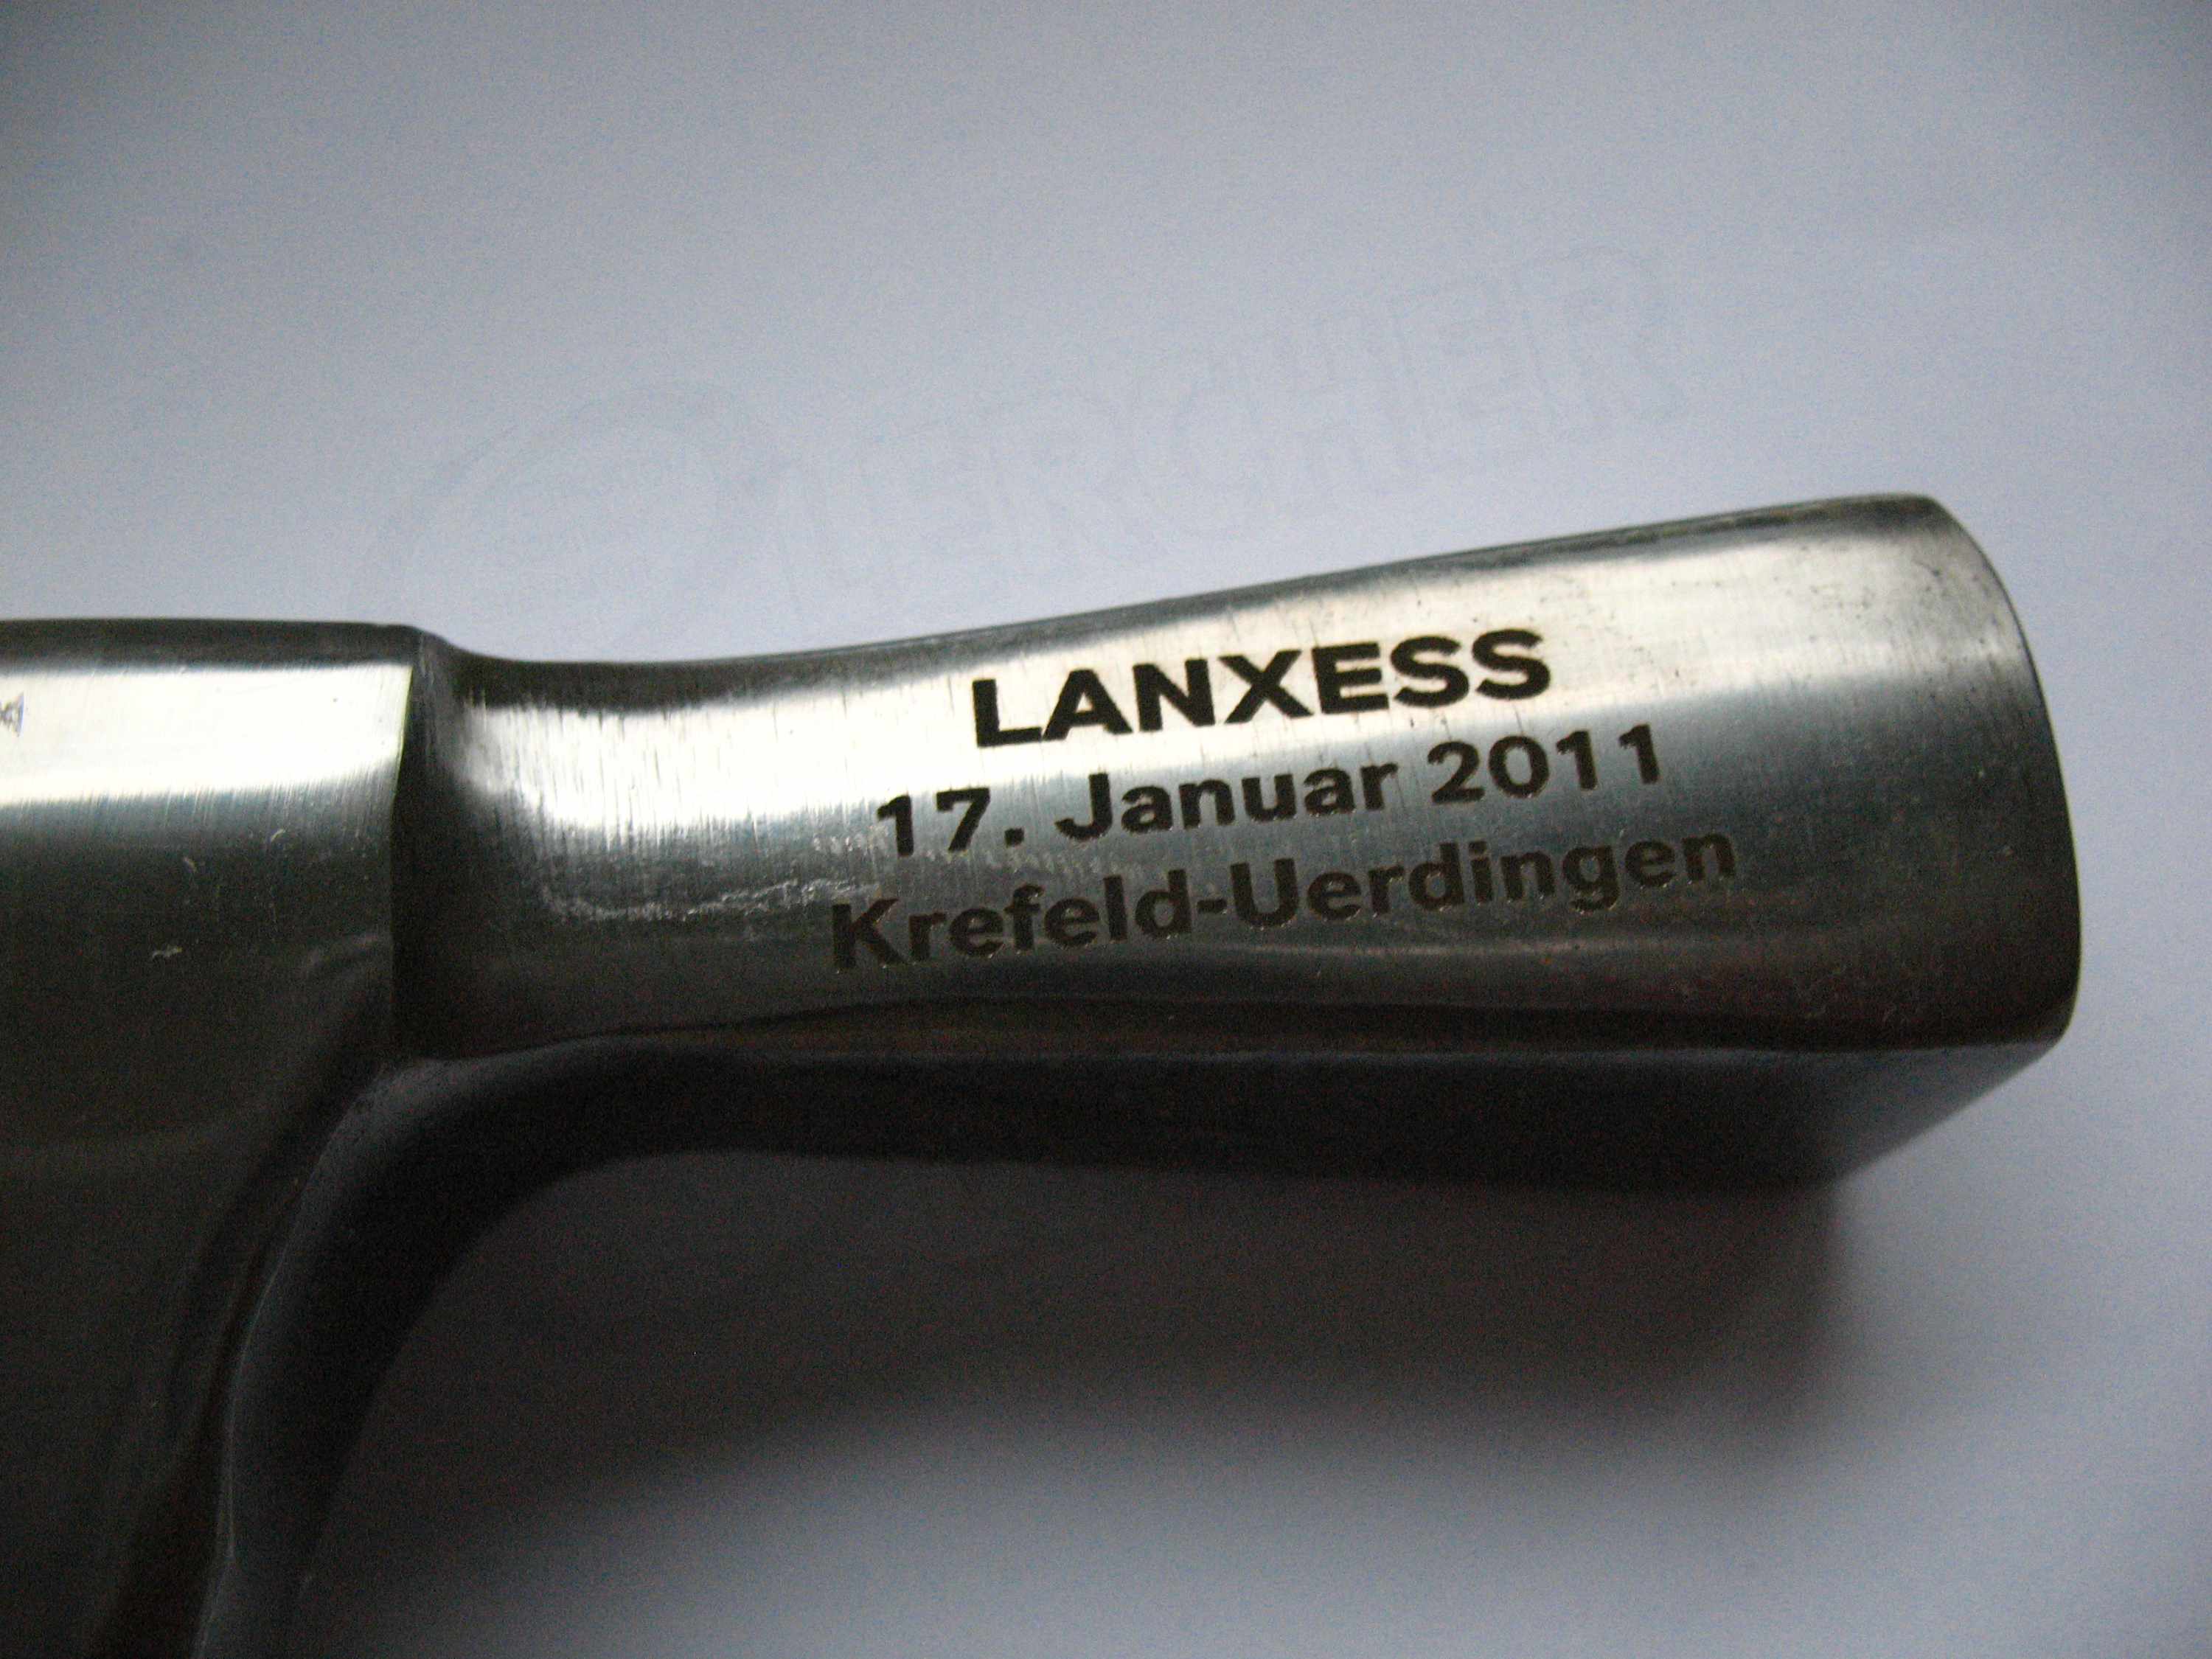 LANXESS
17. Januar 2011
Krefeld-Uerdingen